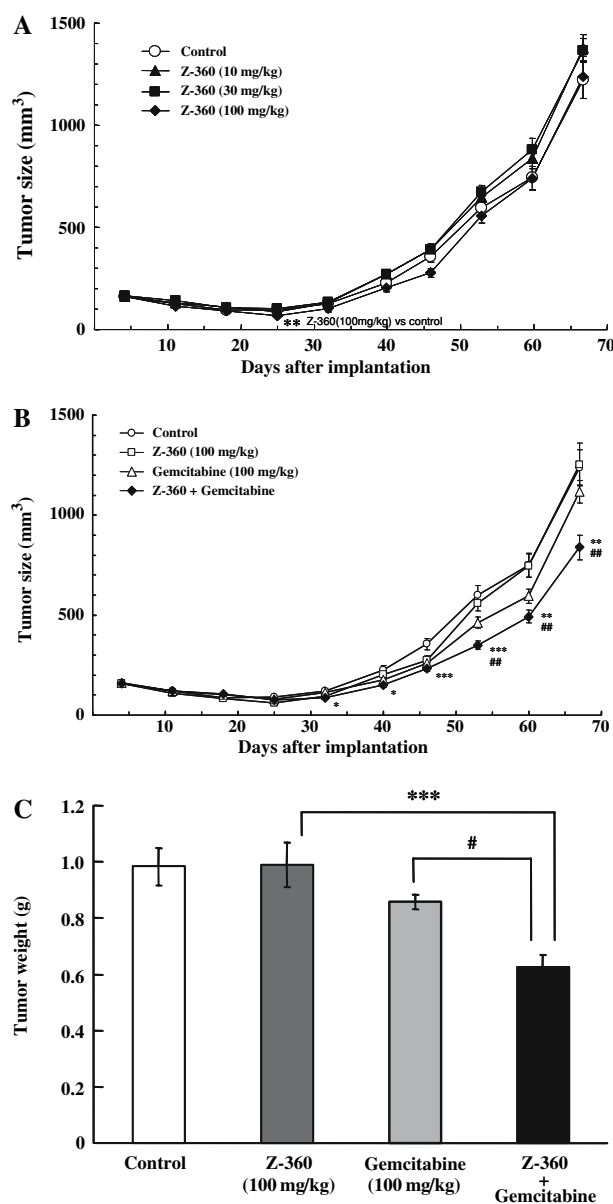 A
1500
1000
500
0
Tumor size (mm³)
Control
Z-360 (10 mg/kg)
Z-360 (30 mg/kg)
Z-360 (100 mg/kg)
** Z-360(100mg/kg) vs control
0 10 20 30 40 50 60 70
Days after implantation
B
1500
1000
500
0
Tumor size (mm³)
Control
Z-360 (100 mg/kg)
Gemcitabine (100 mg/kg)
Z-360 + Gemcitabine
**
##
**
##
***
##
***
*
*
0 10 20 30 40 50 60 70
Days after implantation
C
1.2
1.0
0.8
0.6
0.4
0.2
0
Tumor weight (g)
***
#
Control
Z-360
(100 mg/kg)
Gemcitabine
(100 mg/kg)
Z-360
+
Gemcitabine